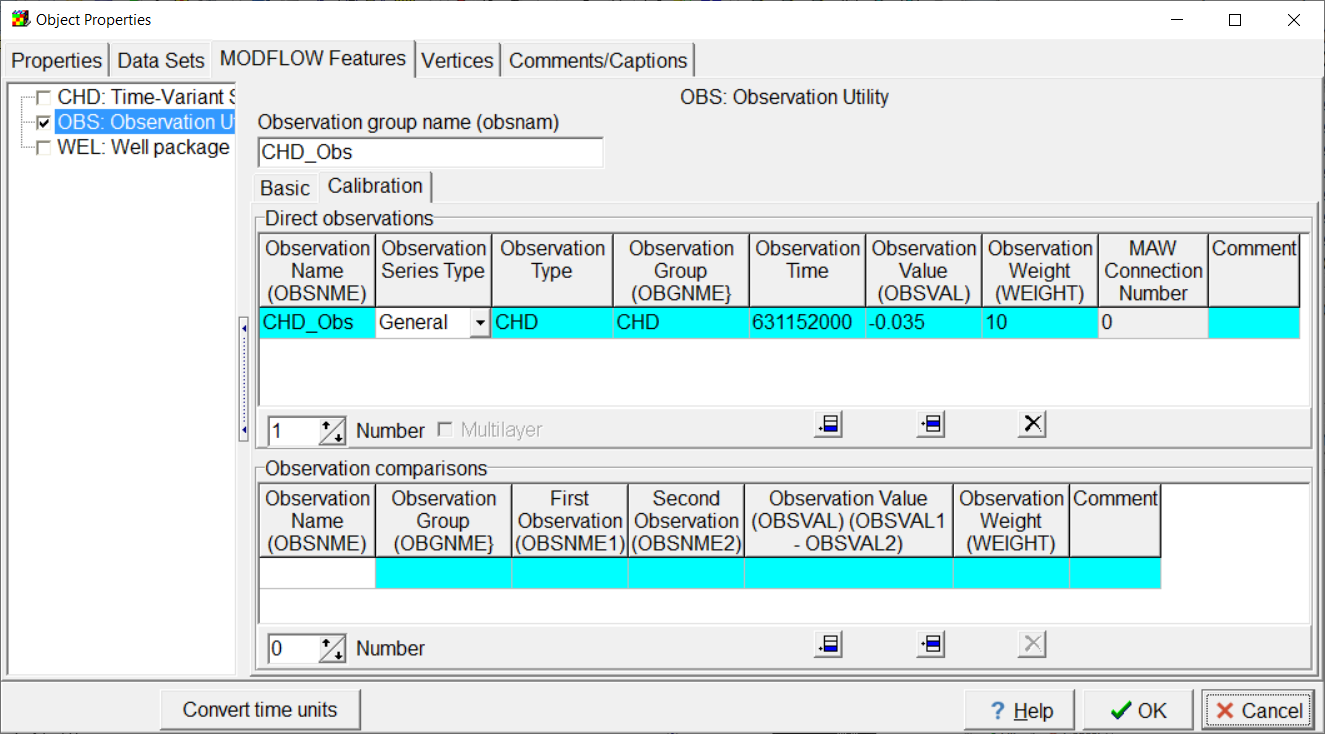 Object Properties
Properties
Data Sets
MODFLOW Features
Vertices
Comments/Captions
CHD: Time-Variant S
OBS: Observation Ut
WEL: Well package
OBS: Observation Utility
Observation group name (obsnam)
CHD_Obs
Basic
Calibration
Direct observations
Observation Name (OBSNME)
Observation Series Type
Observation Type
Observation Group (OBGNME}
Observation Time
Observation Value (OBSVAL)
Observation Weight (WEIGHT)
MAW Connection Number
Comment
CHD_Obs
General
CHD
CHD
631152000
-0.035
10
0
1
Number
Multilayer
Observation comparisons
Observation Name (OBSNME)
Observation Group (OBGNME}
First Observation (OBSNME1)
Second Observation (OBSNME2)
Observation Value (OBSVAL) (OBSVAL1 - OBSVAL2)
Observation Weight (WEIGHT)
Comment
0
Number
Convert time units
? Help
OK
Cancel